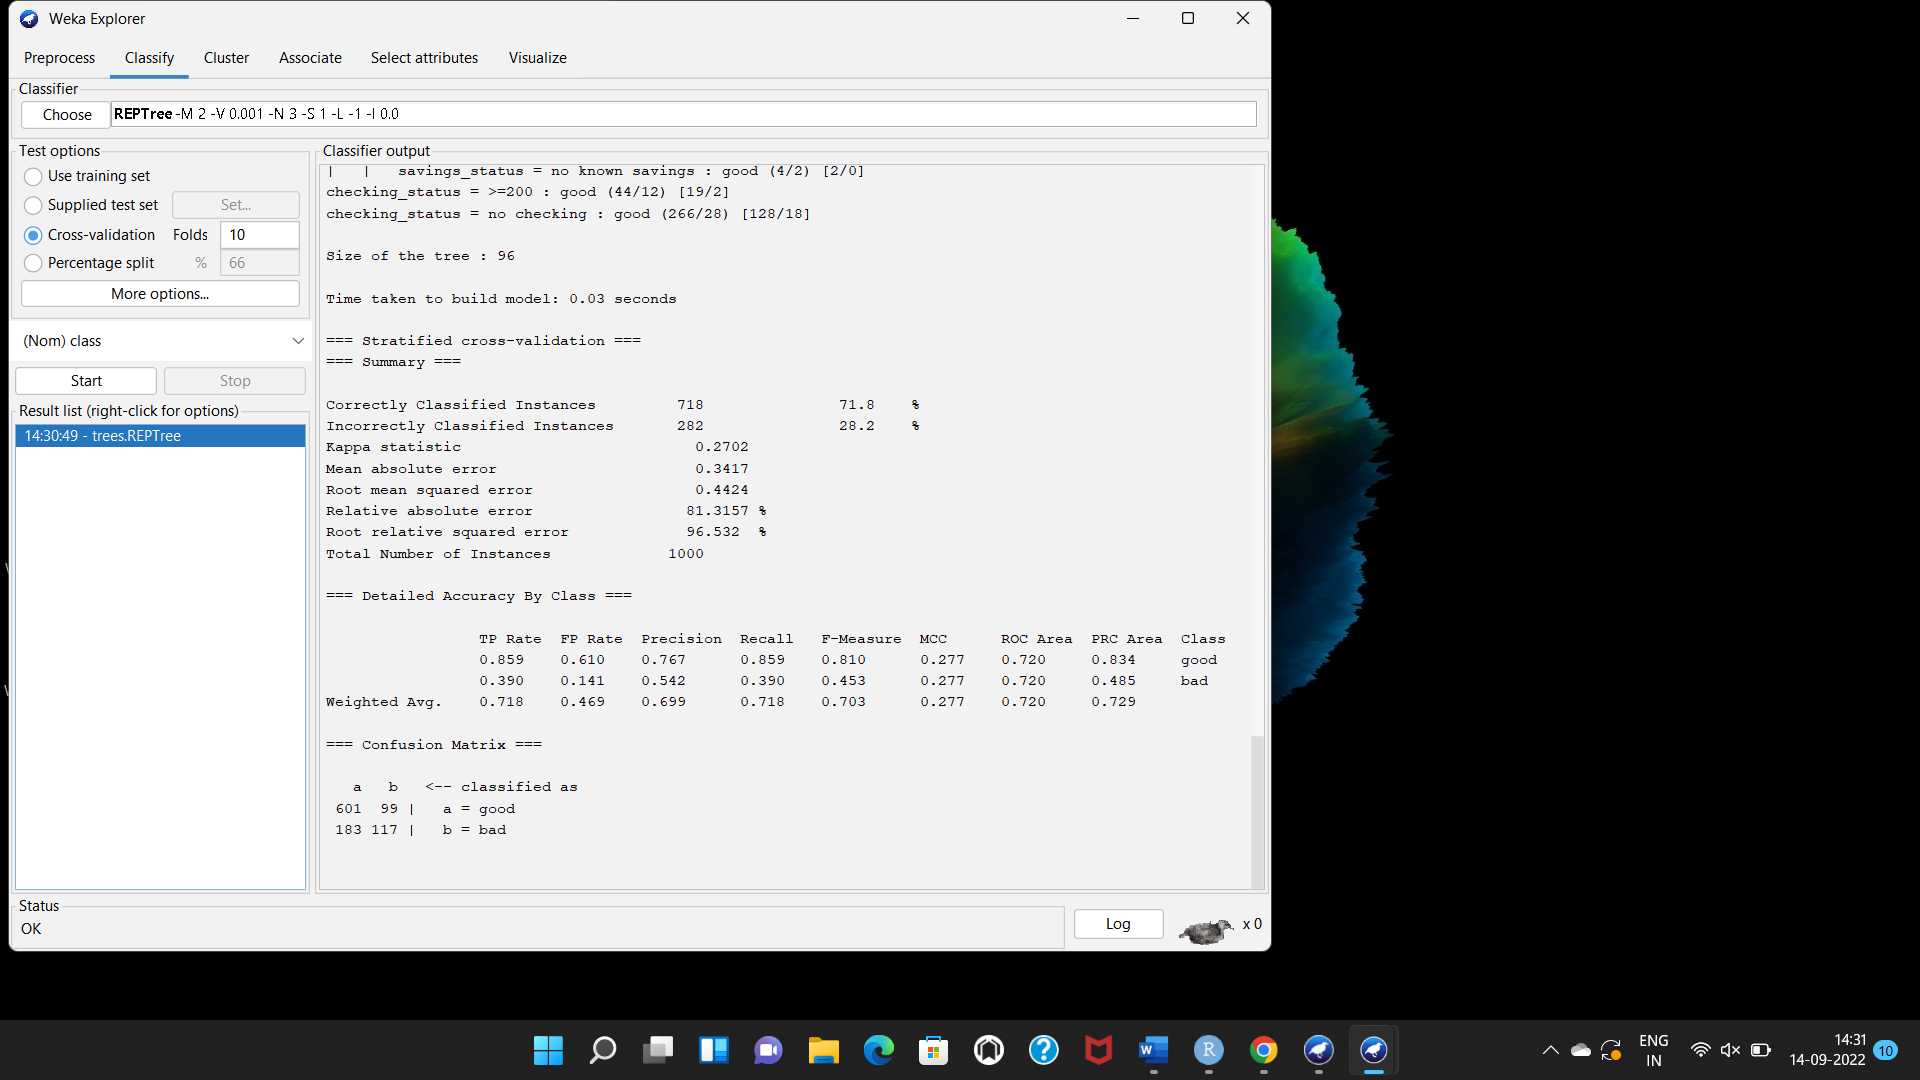 Weka Explorer
Preprocess Classify Cluster Associate Select attributes Visualize
Classifier
Choose REPTree -M 2 -V 0.001 -N 3 -S 1 -L -1 -I 0.0
Test options
Use training set
Supplied test set Set...
Cross-validation Folds 10
Percentage split % 66
More options...
(Nom) class
Start Stop
Result list (right-click for options)
14:30:49 - trees.REPTree
Classifier output
| | savings_status = no known savings : good (4/2) [2/0]
checking_status = >=200 : good (44/12) [19/2]
checking_status = no checking : good (266/28) [128/18]
Size of the tree : 96
Time taken to build model: 0.03 seconds
=== Stratified cross-validation ===
=== Summary ===
Correctly Classified Instances 718 71.8 %
Incorrectly Classified Instances 282 28.2 %
Kappa statistic 0.2702
Mean absolute error 0.3417
Root mean squared error 0.4424
Relative absolute error 81.3157 %
Root relative squared error 96.532 %
Total Number of Instances 1000
=== Detailed Accuracy By Class ===
TP Rate FP Rate Precision Recall F-Measure MCC ROC Area PRC Area Class
0.859 0.610 0.767 0.859 0.810 0.277 0.720 0.834 good
0.390 0.141 0.542 0.390 0.453 0.277 0.720 0.485 bad
Weighted Avg. 0.718 0.469 0.699 0.718 0.703 0.277 0.720 0.729
=== Confusion Matrix ===
a b <-- classified as
601 99 | a = good
183 117 | b = bad
Status
OK
Log x 0
ENG
IN
14:31
14-09-2022
10